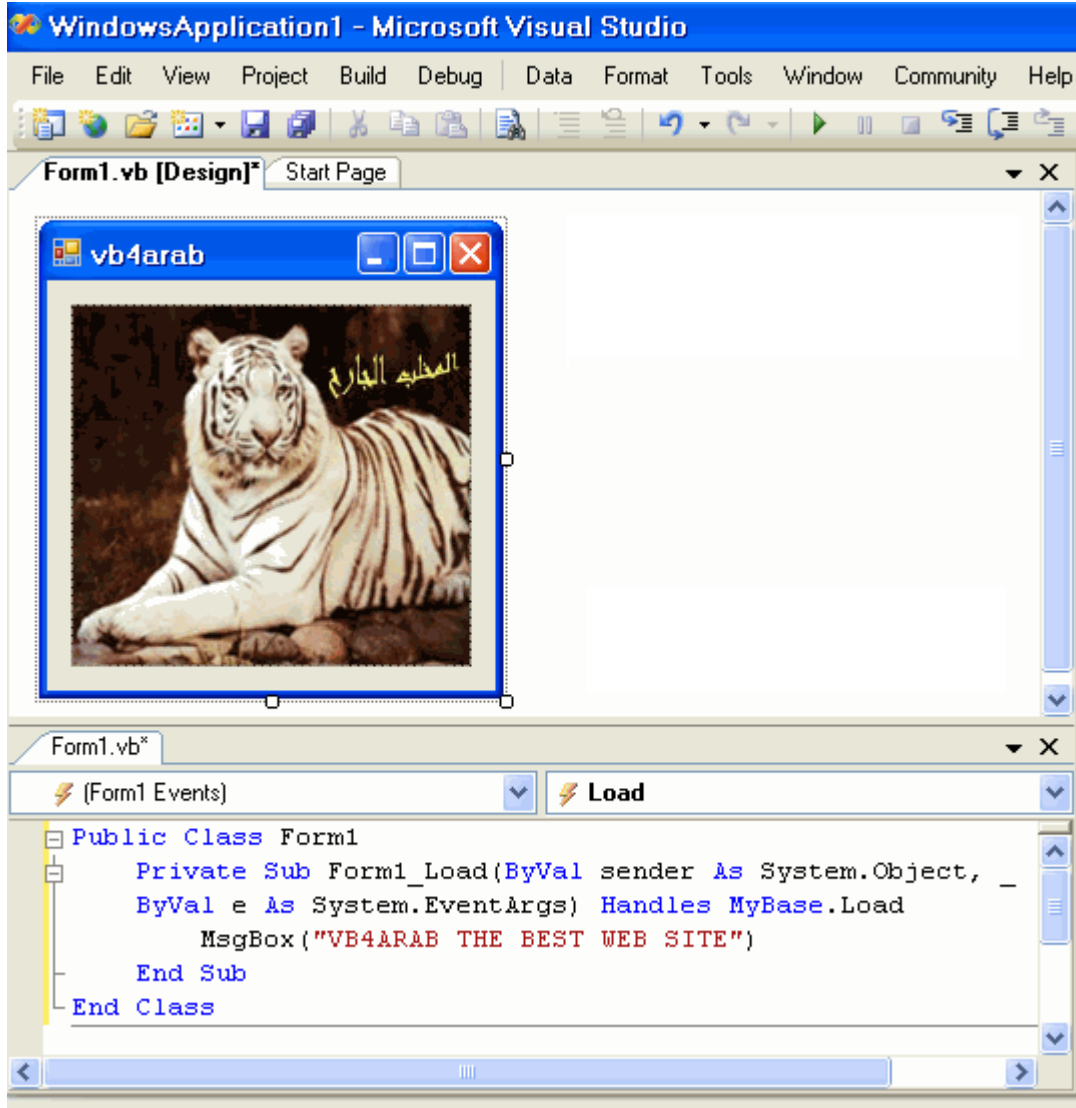 WindowsApplication1 - Microsoft Visual Studio
File Edit View Project Build Debug Data Format Tools Window Community Help
Form1.vb [Design]* Start Page
vb4arab
المخلب الجارح
Form1.vb*
(Form1 Events) Load
Public Class Form1
Private Sub Form1_Load(ByVal sender As System.Object, _
ByVal e As System.EventArgs) Handles MyBase.Load
MsgBox("VB4ARAB THE BEST WEB SITE")
End Sub
End Class